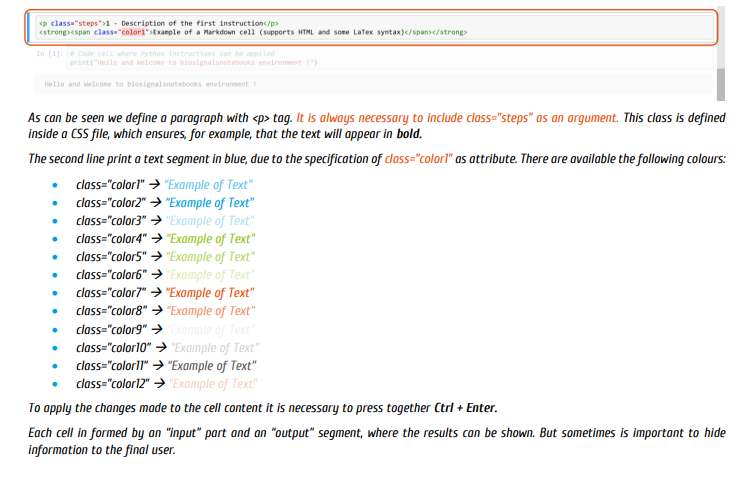 <p class="steps">1 - Description of the first instruction</p>
<strong><span class="color1">Example of a Markdown cell (supports HTML and some LaTex syntax)</span></strong>
In [1]: # Code cell where Python instructions can be applied
print("Hello and Welcome to biosignalsnotebooks environment !")
Hello and Welcome to biosignalsnotebooks environment !
As can be seen we define a paragraph with <p> tag. It is always necessary to include class="steps" as an argument. This class is defined
inside a CSS file, which ensures, for example, that the text will appear in bold.
The second line print a text segment in blue, due to the specification of class="color1" as attribute. There are available the following colours:
• class="color1" → "Example of Text"
• class="color2" → "Example of Text"
• class="color3" → "Example of Text"
• class="color4" → "Example of Text"
• class="color5" → "Example of Text"
• class="color6" → "Example of Text"
• class="color7" → "Example of Text"
• class="color8" → "Example of Text"
• class="color9" → "Example of Text"
• class="color10" → "Example of Text"
• class="color11" → "Example of Text"
• class="color12" → "Example of Text"
To apply the changes made to the cell content it is necessary to press together Ctrl + Enter.
Each cell in formed by an "input" part and an "output" segment, where the results can be shown. But sometimes is important to hide
information to the final user.